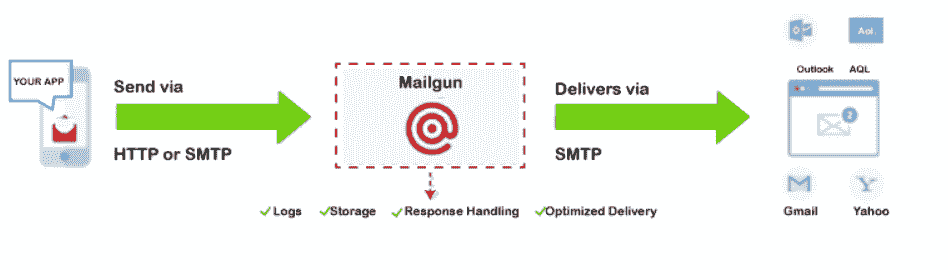 YOUR APP
Send via
HTTP or SMTP
Mailgun
Delivers via
SMTP
Logs Storage Response Handling Optimized Delivery
Aol.
Outlook AQL
2
Gmail Yahoo